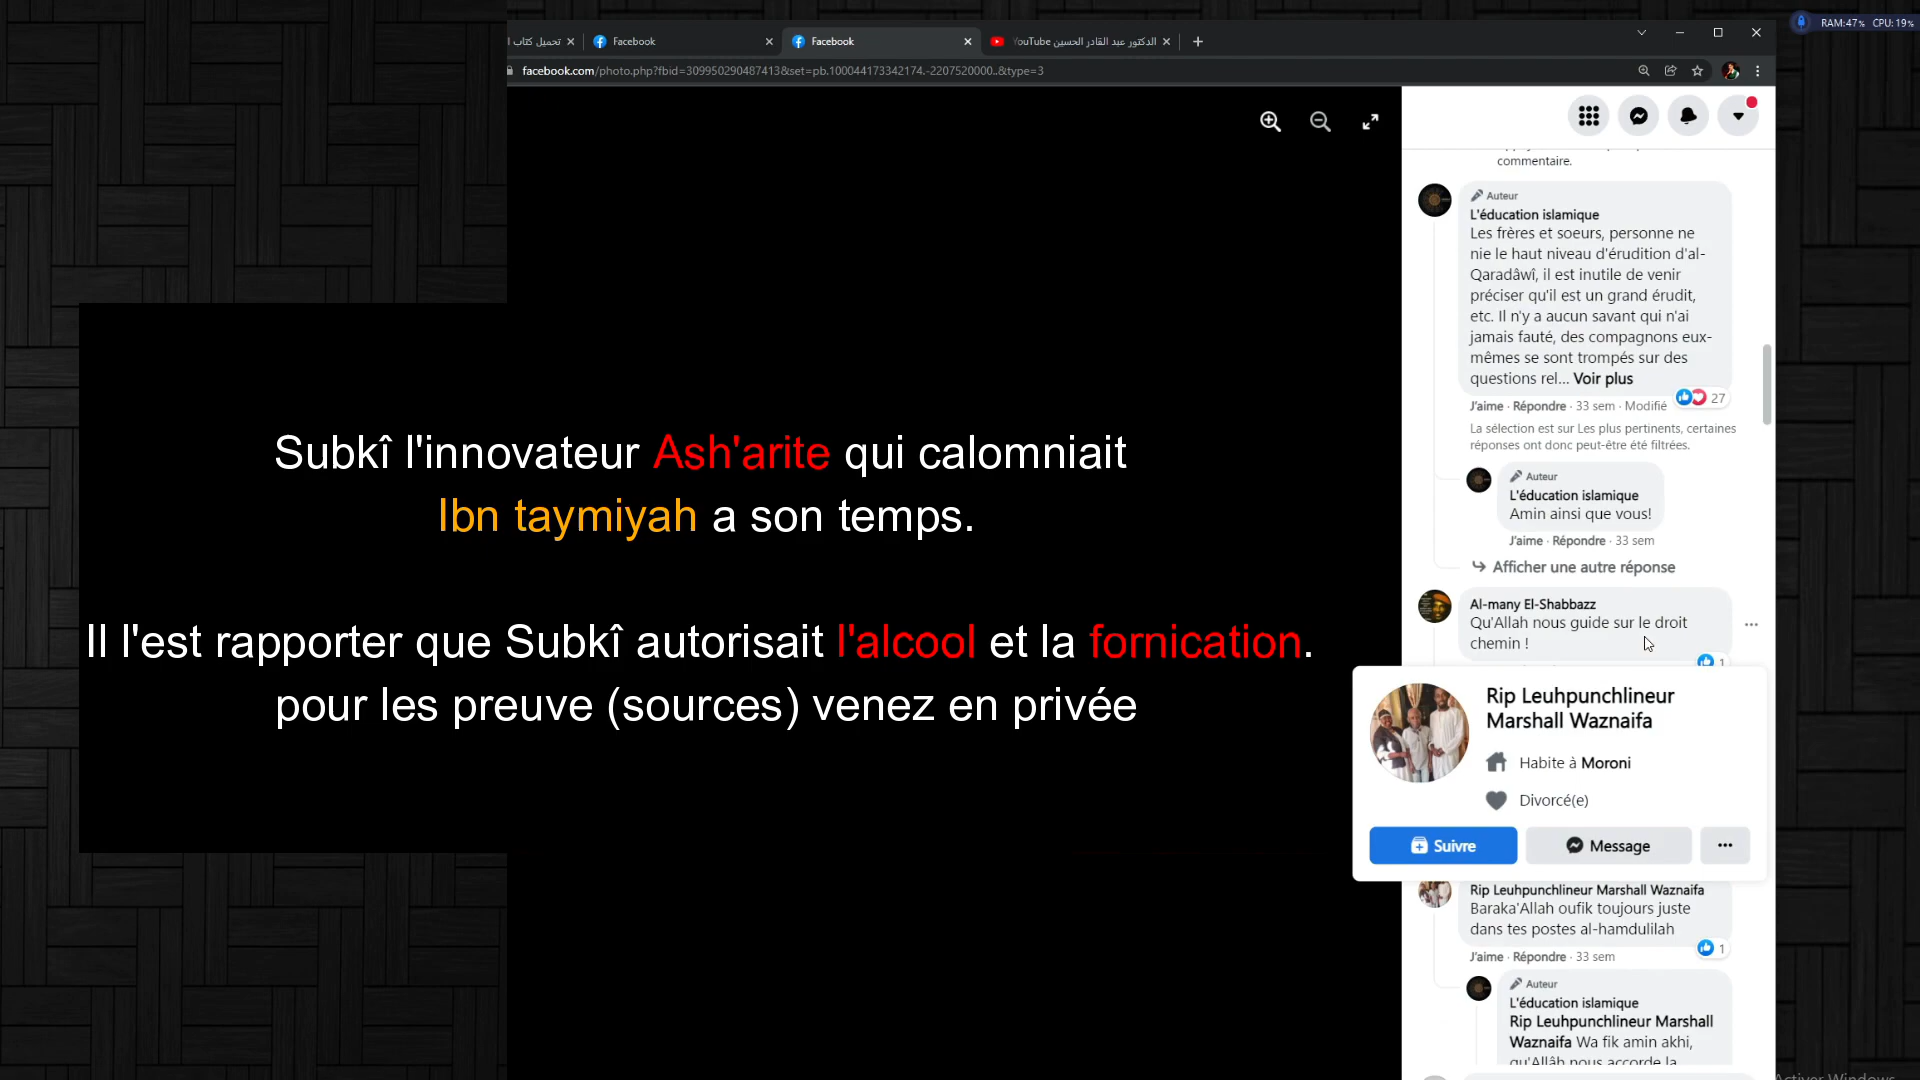 RAM:47% CPU:19%
تحميل كتاب ا
Facebook
Facebook
الدكتور عبد القادر الحسين YouTube
facebook.com/photo.php?fbid=309950290487413&set=pb.100044173342174.-2207520000..&type=3
commentaire.
Auteur
L'éducation islamique
Les frères et soeurs, personne ne
nie le haut niveau d'érudition d'al-
Qaradâwî, il est inutile de venir
préciser qu'il est un grand érudit,
etc. Il n'y a aucun savant qui n'ai
jamais fauté, des compagnons eux-
mêmes se sont trompés sur des
questions rel... Voir plus
27
J'aime · Répondre · 33 sem · Modifié
La sélection est sur Les plus pertinents, certaines
réponses ont donc peut-être été filtrées.
Auteur
L'éducation islamique
Amin ainsi que vous!
J'aime · Répondre · 33 sem
Afficher une autre réponse
Al-many El-Shabbazz
Qu'Allah nous guide sur le droit
chemin !
1
Rip Leuhpunchlineur
Marshall Waznaifa
Habite à Moroni
Divorcé(e)
Suivre
Message
Rip Leuhpunchlineur Marshall Waznaifa
Baraka'Allah oufik toujours juste
dans tes postes al-hamdulilah
1
J'aime · Répondre · 33 sem
Auteur
L'éducation islamique
Rip Leuhpunchlineur Marshall
Waznaifa Wa fik amin akhi,
qu'Allâh nous accorde la
Subkî l'innovateur Ash'arite qui calomniait
Ibn taymiyah a son temps.
Il l'est rapporter que Subkî autorisait l'alcool et la fornication.
pour les preuve (sources) venez en privée
Activer Windows